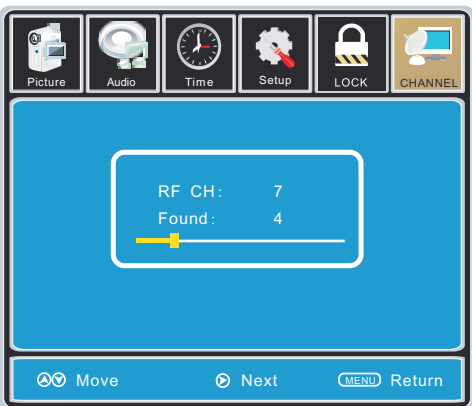 Picture Audio Time Setup LOCK CHANNEL
RF CH: 7
Found: 4
Move Next MENU Return